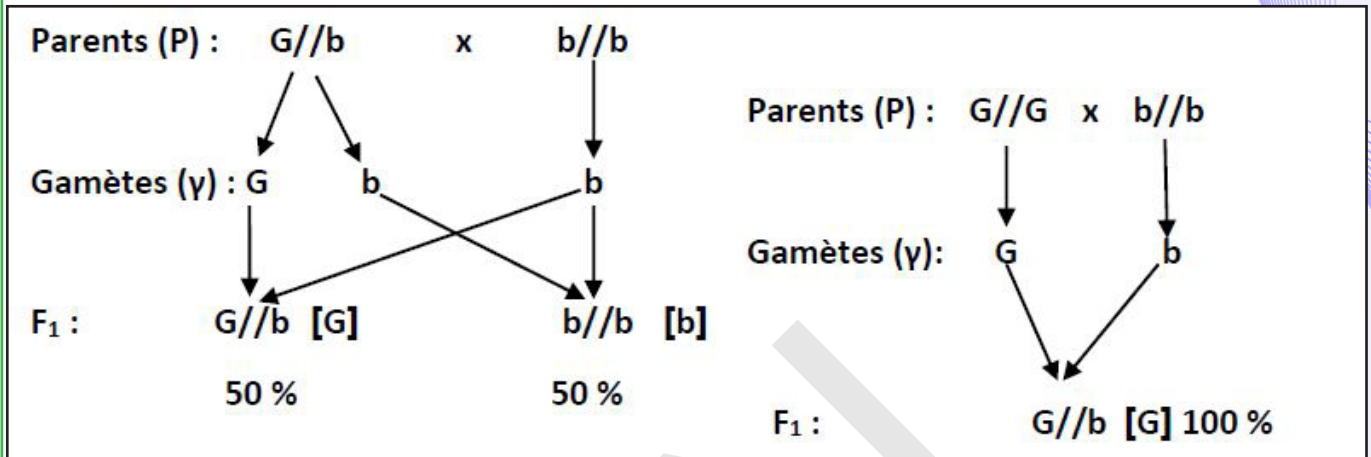 Parents (P) : G//b x b//b
Gamètes (γ) : G b b
F₁ : G//b [G] b//b [b]
50 % 50 %
Parents (P) : G//G x b//b
Gamètes (γ): G b
F₁ : G//b [G] 100 %